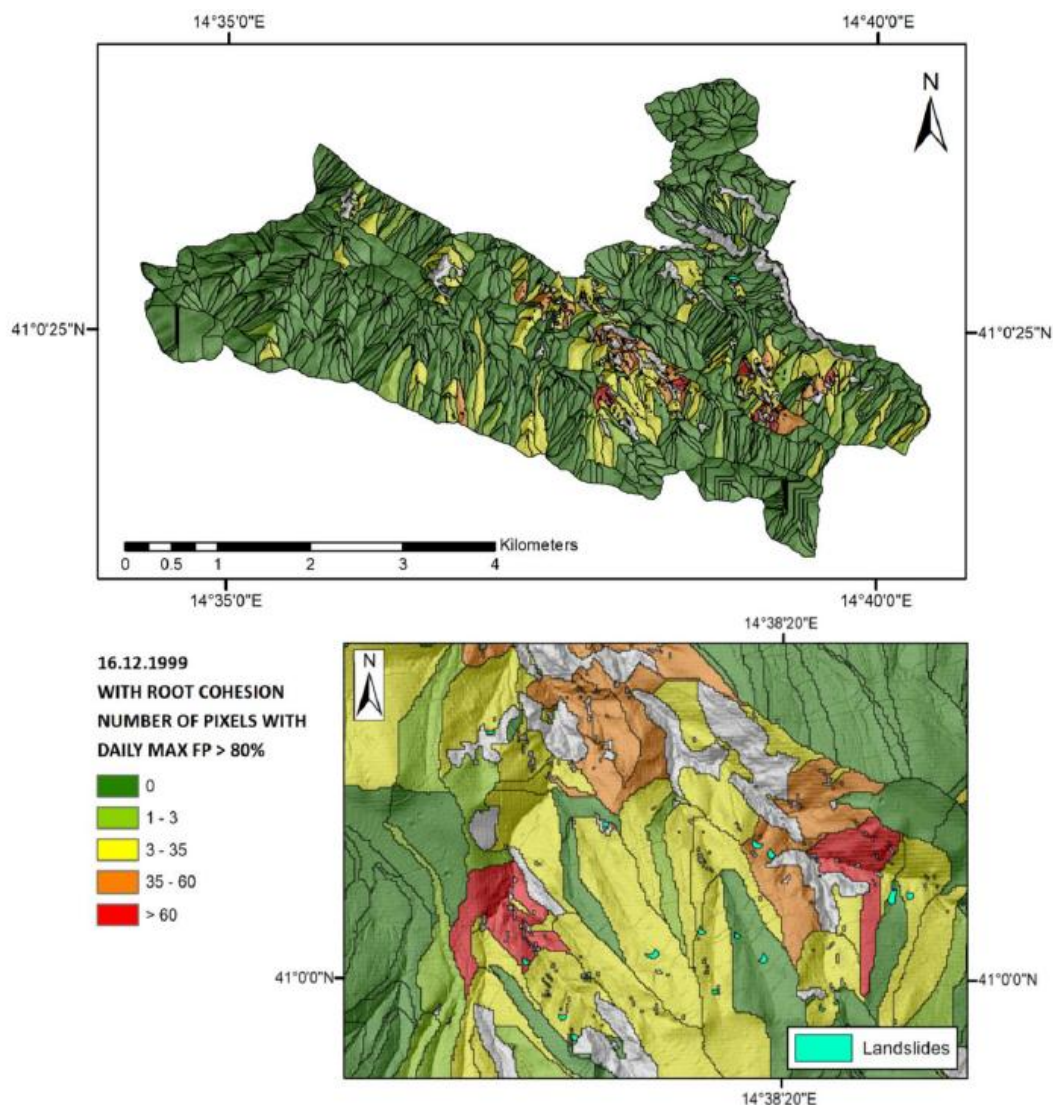 14°35'0"E
14°40'0"E
N
41°0'25"N
41°0'25"N
Kilometers
0 0.5 1 2 3 4
14°35'0"E
14°40'0"E
14°38'20"E
16.12.1999
WITH ROOT COHESION
NUMBER OF PIXELS WITH
DAILY MAX FP > 80%
0
1 - 3
3 - 35
35 - 60
> 60
N
41°0'0"N
41°0'0"N
Landslides
14°38'20"E